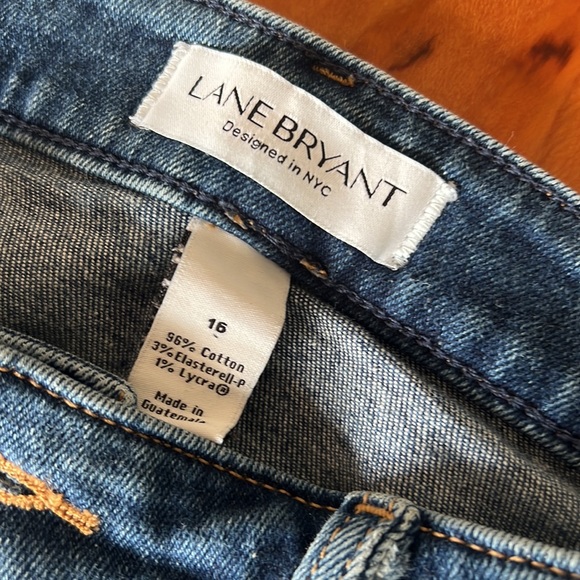 LANE BRYANT
Designed in NYC
16
96% Cotton
3% Elasterell-P
1% Lycra®
Made in